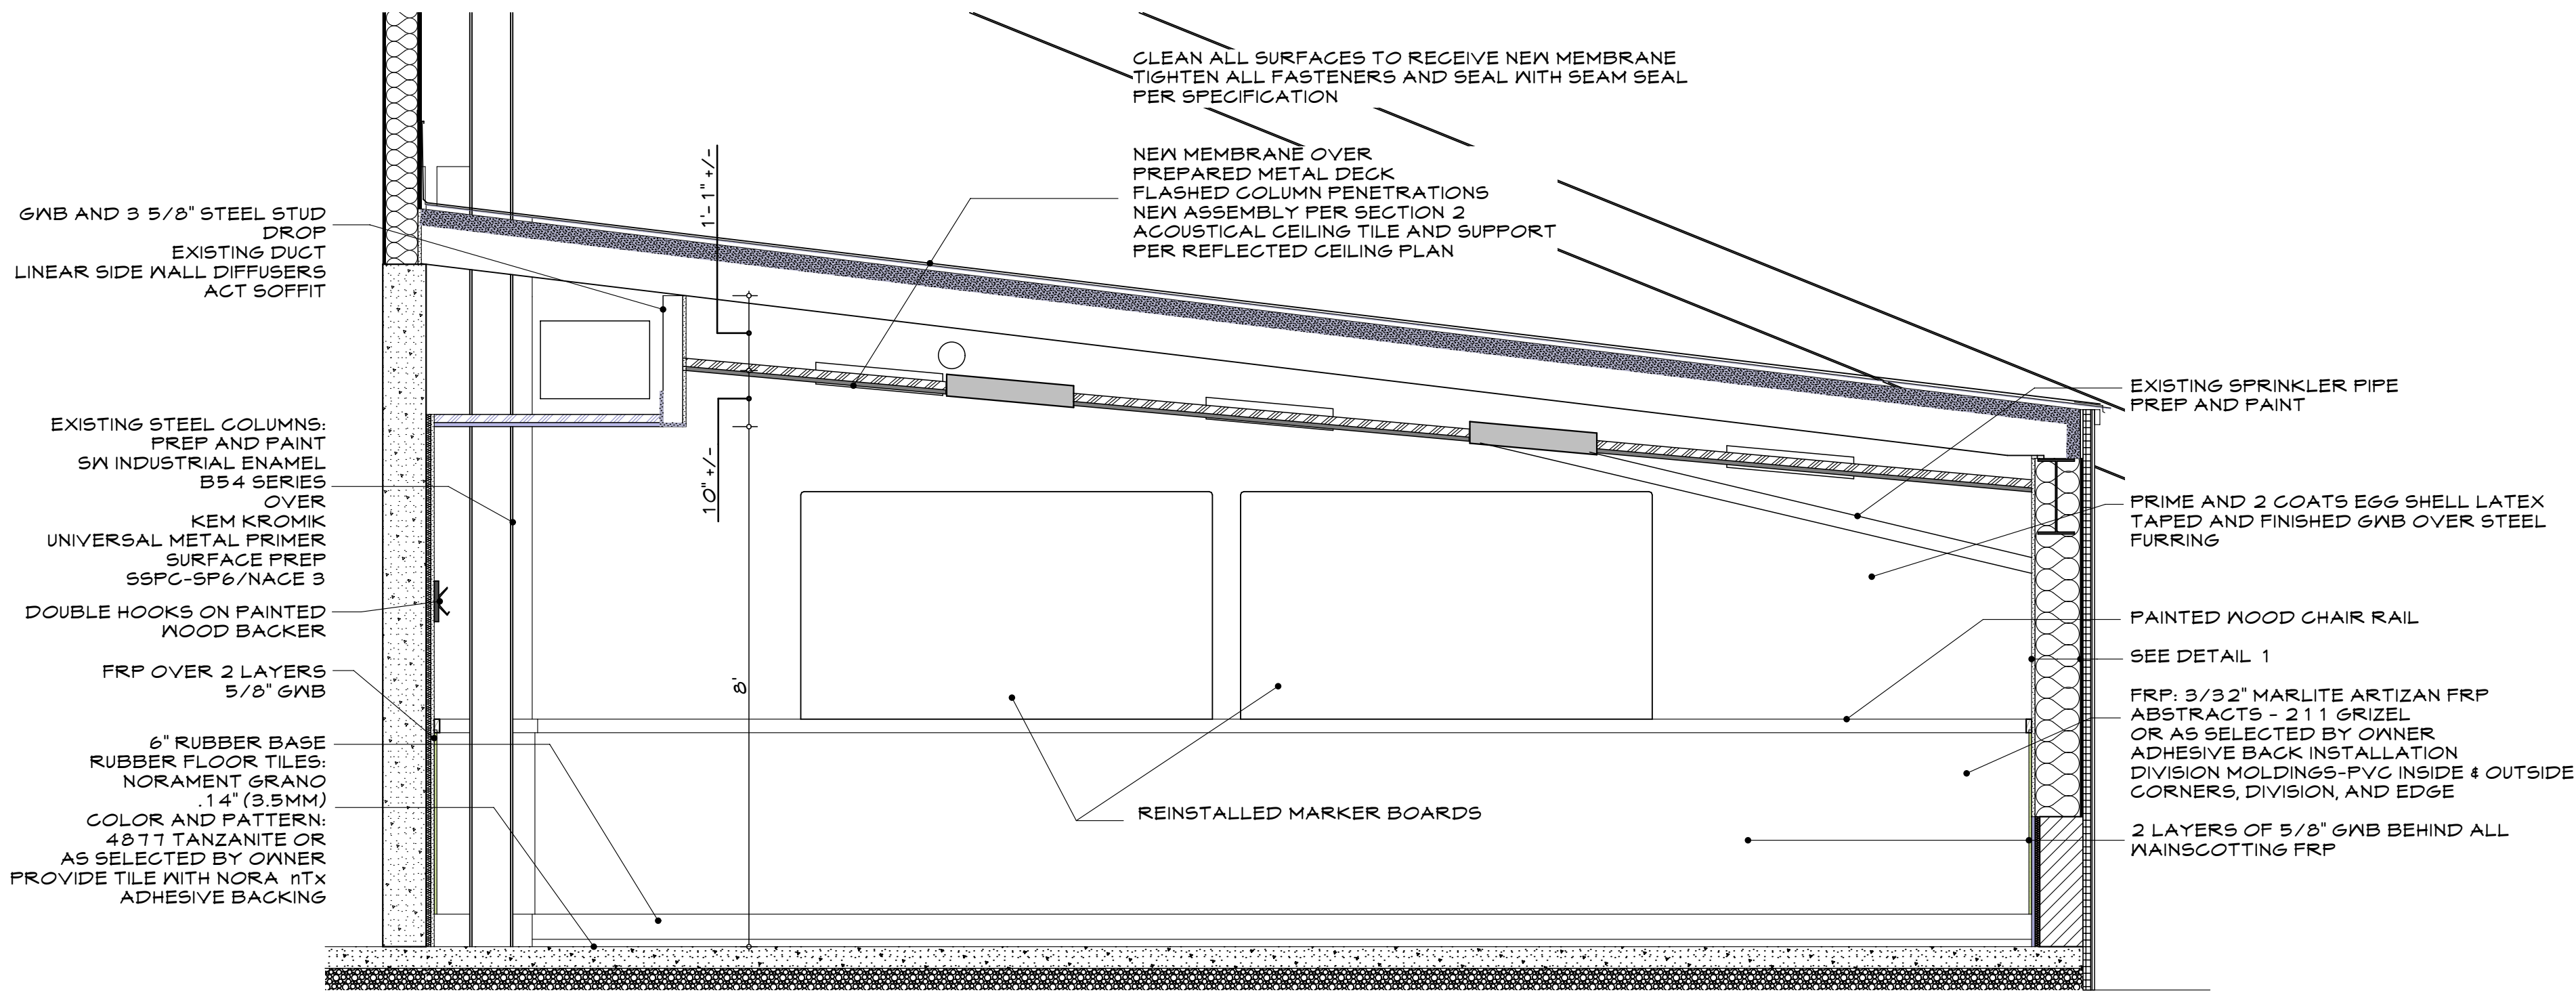 CLEAN ALL SURFACES TO RECEIVE NEW MEMBRANE
TIGHTEN ALL FASTENERS AND SEAL WITH SEAM SEAL
PER SPECIFICATION
NEW MEMBRANE OVER
PREPARED METAL DECK
FLASHED COLUMN PENETRATIONS
NEW ASSEMBLY PER SECTION 2
ACOUSTICAL CEILING TILE AND SUPPORT
PER REFLECTED CEILING PLAN
GWB AND 3 5/8" STEEL STUD
DROP
EXISTING DUCT
LINEAR SIDE WALL DIFFUSERS
ACT SOFFIT
EXISTING STEEL COLUMNS:
PREP AND PAINT
SW INDUSTRIAL ENAMEL
B54 SERIES
OVER
KEM KROMIK
UNIVERSAL METAL PRIMER
SURFACE PREP
SSPC-SP6/NACE 3
DOUBLE HOOKS ON PAINTED
WOOD BACKER
FRP OVER 2 LAYERS
5/8" GWB
6" RUBBER BASE
RUBBER FLOOR TILES:
NORAMENT GRANO
.14" (3.5MM)
COLOR AND PATTERN:
4877 TANZANITE OR
AS SELECTED BY OWNER
PROVIDE TILE WITH NORA nTx
ADHESIVE BACKING
1'-1" +/-
10" +/-
8'
REINSTALLED MARKER BOARDS
EXISTING SPRINKLER PIPE
PREP AND PAINT
PRIME AND 2 COATS EGG SHELL LATEX
TAPED AND FINISHED GWB OVER STEEL
FURRING
PAINTED WOOD CHAIR RAIL
SEE DETAIL 1
FRP: 3/32" MARLITE ARTIZAN FRP
ABSTRACTS - 211 GRIZEL
OR AS SELECTED BY OWNER
ADHESIVE BACK INSTALLATION
DIVISION MOLDINGS-PVC INSIDE & OUTSIDE
CORNERS, DIVISION, AND EDGE
2 LAYERS OF 5/8" GWB BEHIND ALL
WAINSCOTTING FRP